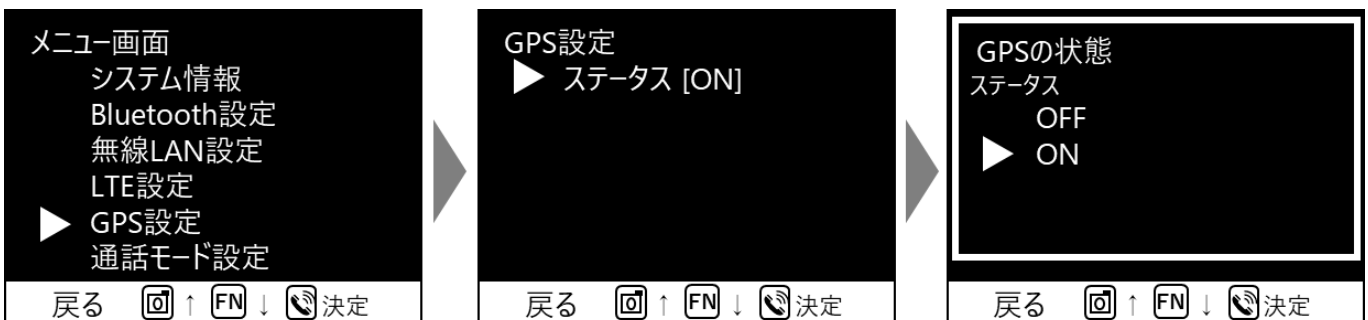 メニュー画面
システム情報
Bluetooth設定
無線LAN設定
LTE設定
GPS設定
通話モード設定
戻る ↑ FN ↓ 決定
GPS設定
ステータス [ON]
戻る ↑ FN ↓ 決定
GPSの状態
ステータス
OFF
ON
戻る ↑ FN ↓ 決定